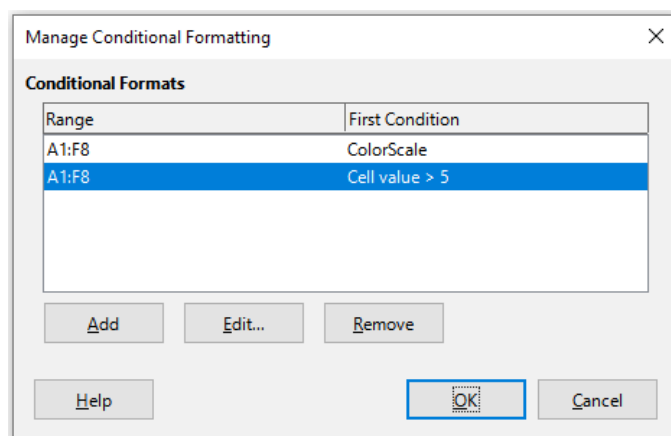 Manage Conditional Formatting
Conditional Formats
Range First Condition
A1:F8 ColorScale
A1:F8 Cell value > 5
Add Edit... Remove
Help OK Cancel